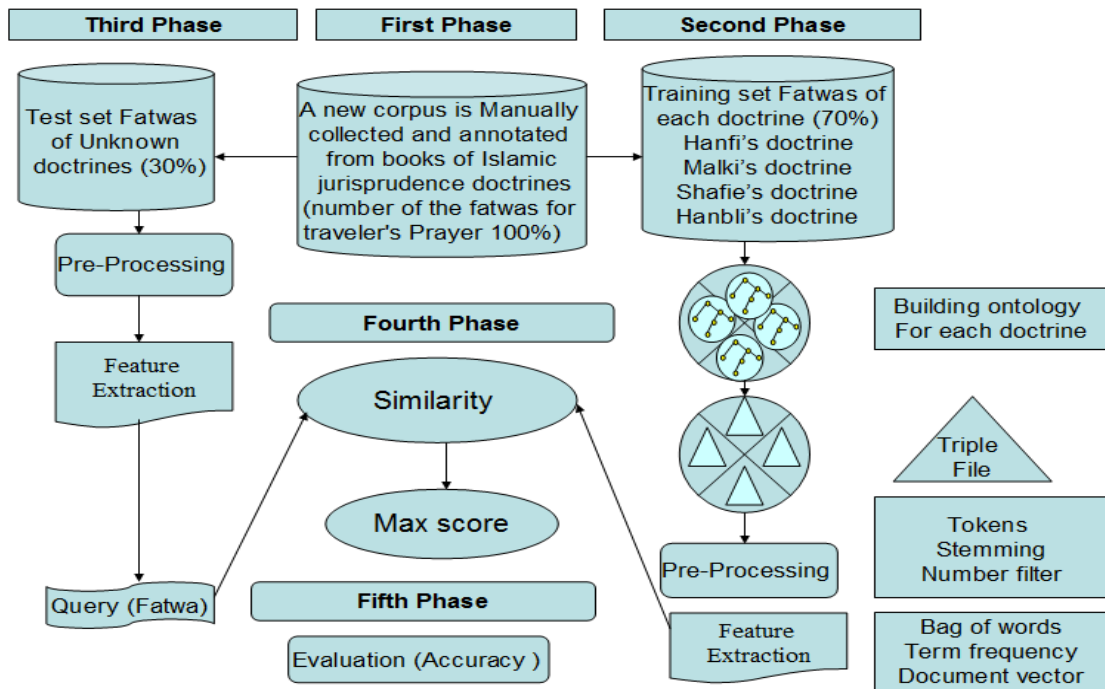 Third Phase
First Phase
Second Phase
Test set Fatwas
of Unknown
doctrines (30%)
A new corpus is Manually
collected and annotated
from books of Islamic
jurisprudence doctrines
(number of the fatwas for
traveler's Prayer 100%)
Training set Fatwas of
each doctrine (70%)
Hanfi's doctrine
Malki's doctrine
Shafie's doctrine
Hanbli's doctrine
Pre-Processing
Feature
Extraction
Query (Fatwa)
Fourth Phase
Similarity
Max score
Fifth Phase
Evaluation (Accuracy )
Pre-Processing
Feature
Extraction
Building ontology
For each doctrine
Triple
File
Tokens
Stemming
Number filter
Bag of words
Term frequency
Document vector